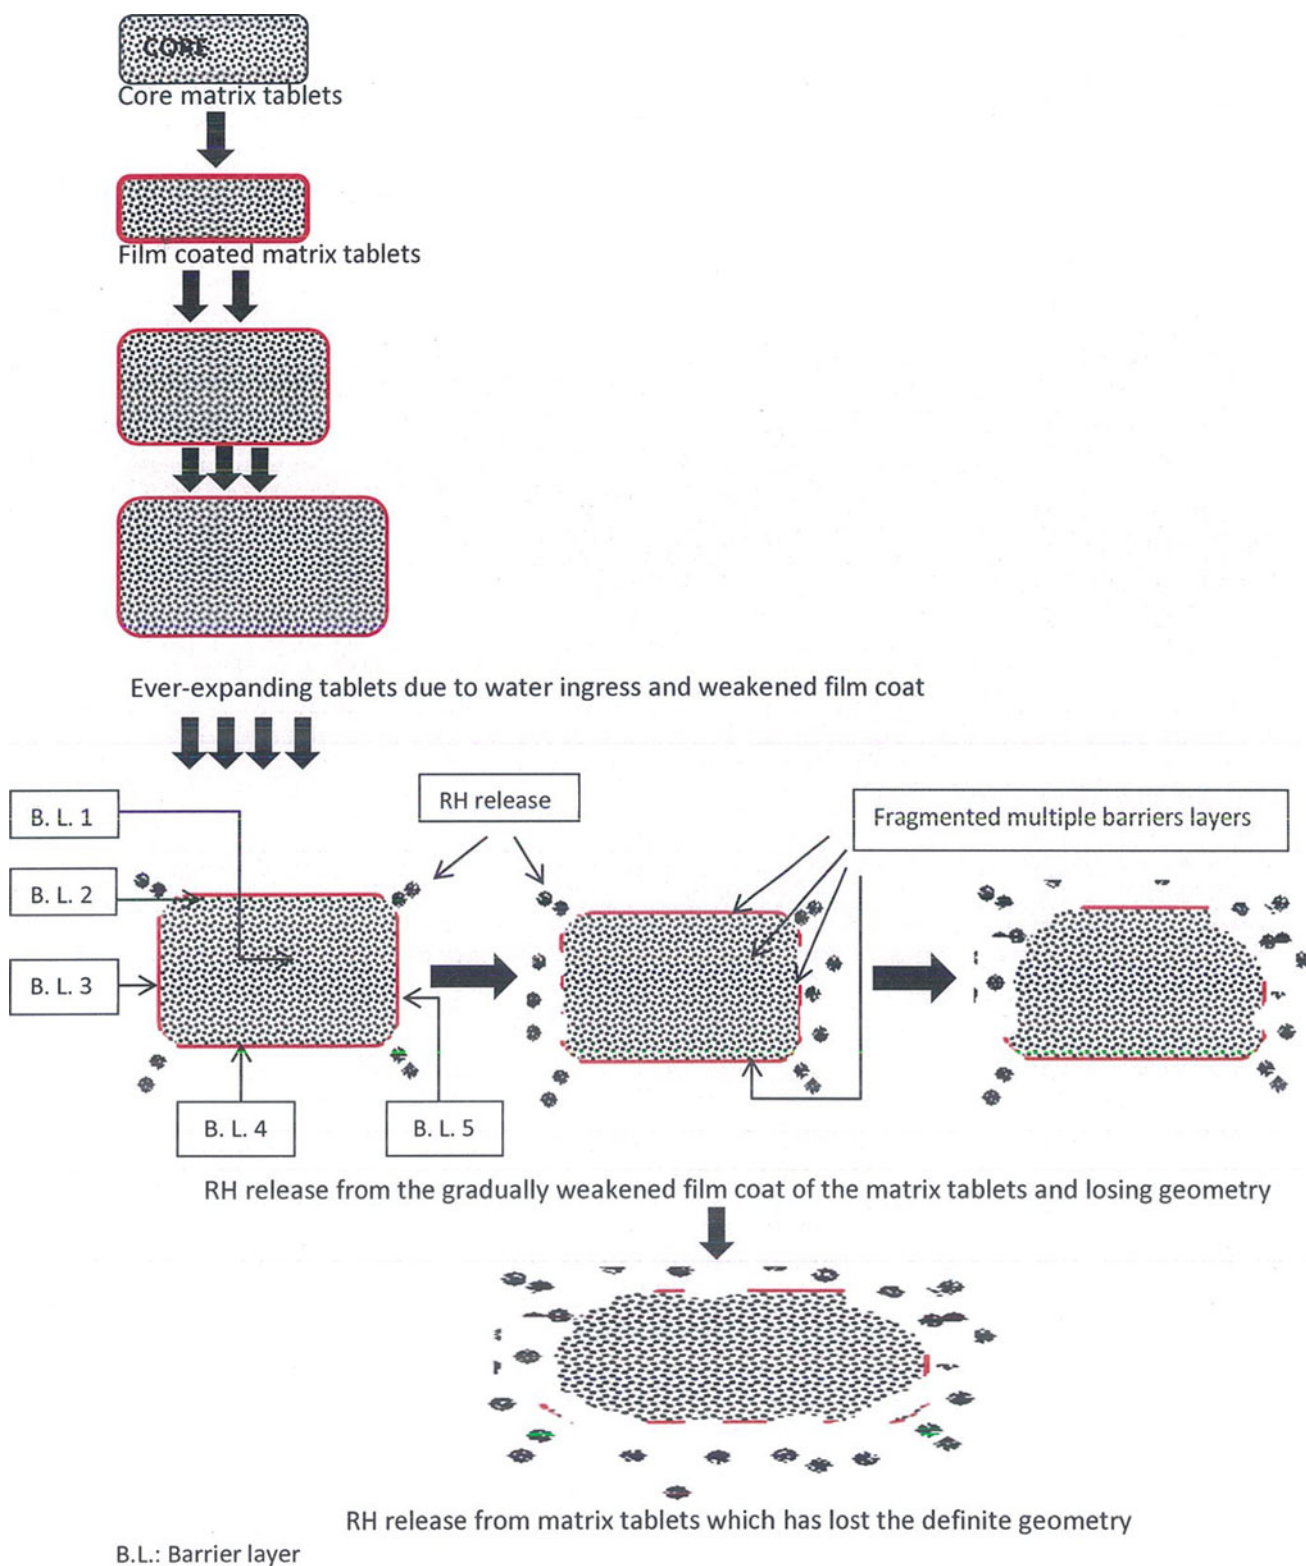 CORE
Core matrix tablets
Film coated matrix tablets
Ever-expanding tablets due to water ingress and weakened film coat
B. L. 1
RH release
Fragmented multiple barriers layers
B. L. 2
B. L. 3
B. L. 4
B. L. 5
RH release from the gradually weakened film coat of the matrix tablets and losing geometry
RH release from matrix tablets which has lost the definite geometry
B.L.: Barrier layer